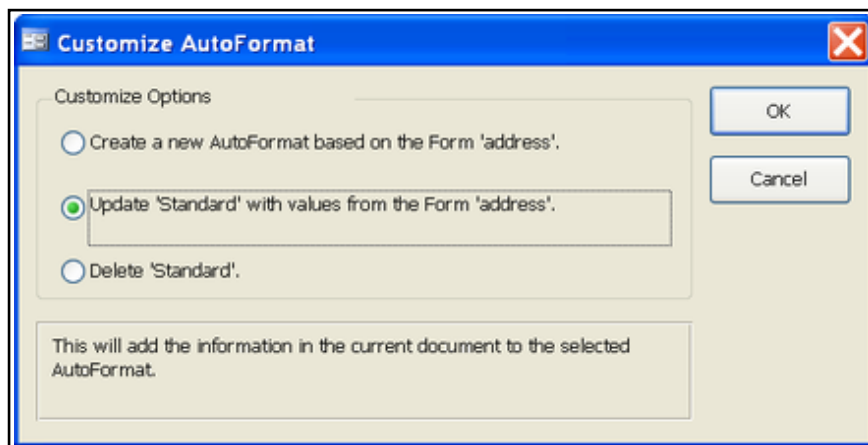 Customize AutoFormat
Customize Options
Create a new AutoFormat based on the Form 'address'.
OK
Update 'Standard' with values from the Form 'address'.
Cancel
Delete 'Standard'.
This will add the information in the current document to the selected
AutoFormat.